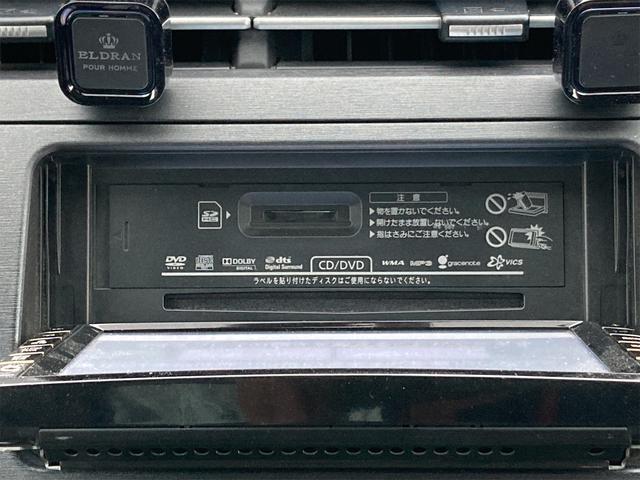 ELDRAN
POUR HOMME
注 意
▶物を置かないでください。
▶開けたまま放置しないでください。
▶指はさみにご注意ください。
SD
DVD VIDEO
DOLBY DIGITAL
dts Digital Surround
CD/DVD
WMA
MP3
gracenote
VICS
ラベルを貼り付けたディスクはご使用にならないでください。